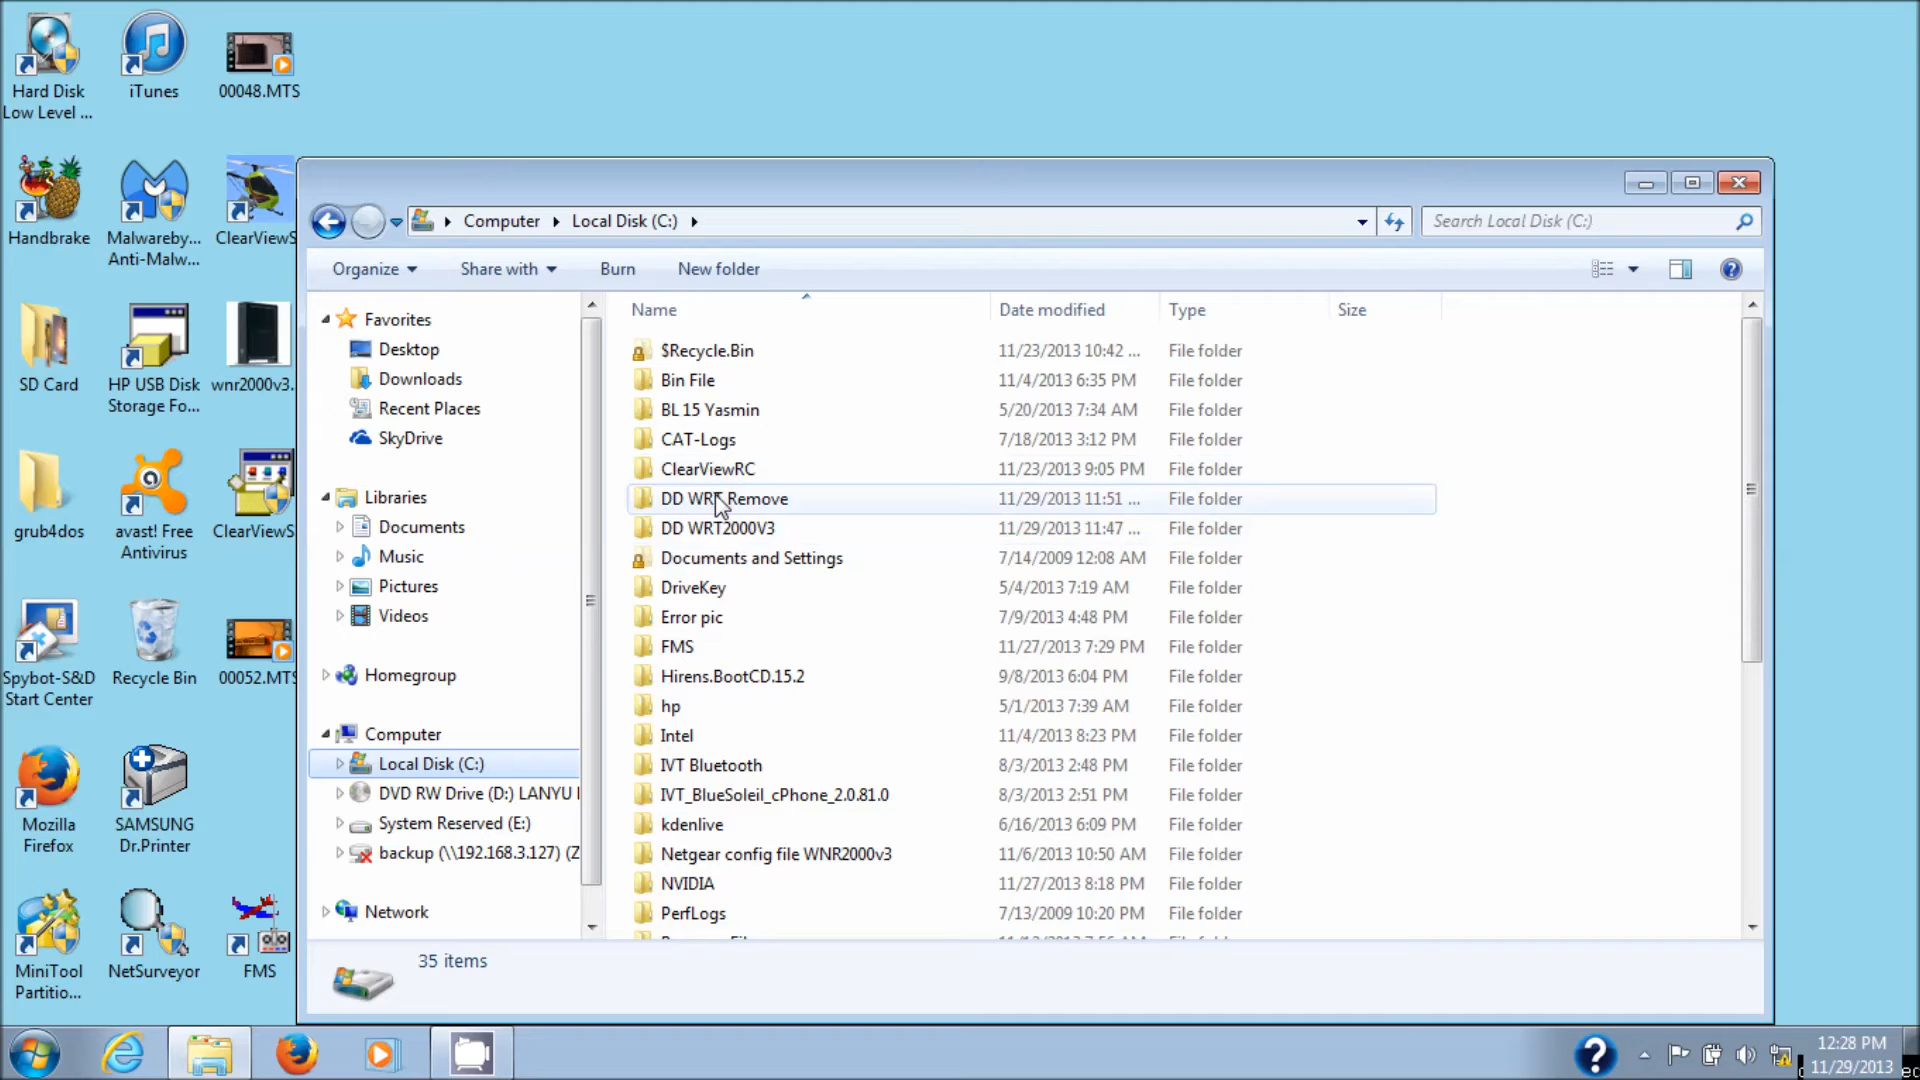 Hard Disk
Low Level ...
iTunes
00048.MTS
Handbrake
Malwareby...
Anti-Malw...
ClearViewS
SD Card
HP USB Disk
Storage Fo...
wnr2000v3.
grub4dos
avast! Free
Antivirus
ClearViewS
Spybot-S&D
Start Center
Recycle Bin
00052.MTS
Mozilla
Firefox
SAMSUNG
Dr.Printer
MiniTool
Partitio...
NetSurveyor
FMS
Computer Local Disk (C:)
Search Local Disk (C:)
Organize Share with Burn New folder
Favorites
Desktop
Downloads
Recent Places
SkyDrive
Libraries
Documents
Music
Pictures
Videos
Homegroup
Computer
Local Disk (C:)
DVD RW Drive (D:) LANYU
System Reserved (E:)
backup (\\192.168.3.127) (Z
Network
Name Date modified Type Size
$Recycle.Bin 11/23/2013 10:42 ... File folder
Bin File 11/4/2013 6:35 PM File folder
BL 15 Yasmin 5/20/2013 7:34 AM File folder
CAT-Logs 7/18/2013 3:12 PM File folder
ClearViewRC 11/23/2013 9:05 PM File folder
DD WRT Remove 11/29/2013 11:51 ... File folder
DD WRT2000V3 11/29/2013 11:47 ... File folder
Documents and Settings 7/14/2009 12:08 AM File folder
DriveKey 5/4/2013 7:19 AM File folder
Error pic 7/9/2013 4:48 PM File folder
FMS 11/27/2013 7:29 PM File folder
Hirens.BootCD.15.2 9/8/2013 6:04 PM File folder
hp 5/1/2013 7:39 AM File folder
Intel 11/4/2013 8:23 PM File folder
IVT Bluetooth 8/3/2013 2:48 PM File folder
IVT_BlueSoleil_cPhone_2.0.81.0 8/3/2013 2:51 PM File folder
kdenlive 6/16/2013 6:09 PM File folder
Netgear config file WNR2000v3 11/6/2013 10:50 AM File folder
NVIDIA 11/27/2013 8:18 PM File folder
PerfLogs 7/13/2009 10:20 PM File folder
35 items
12:28 PM
11/29/2013